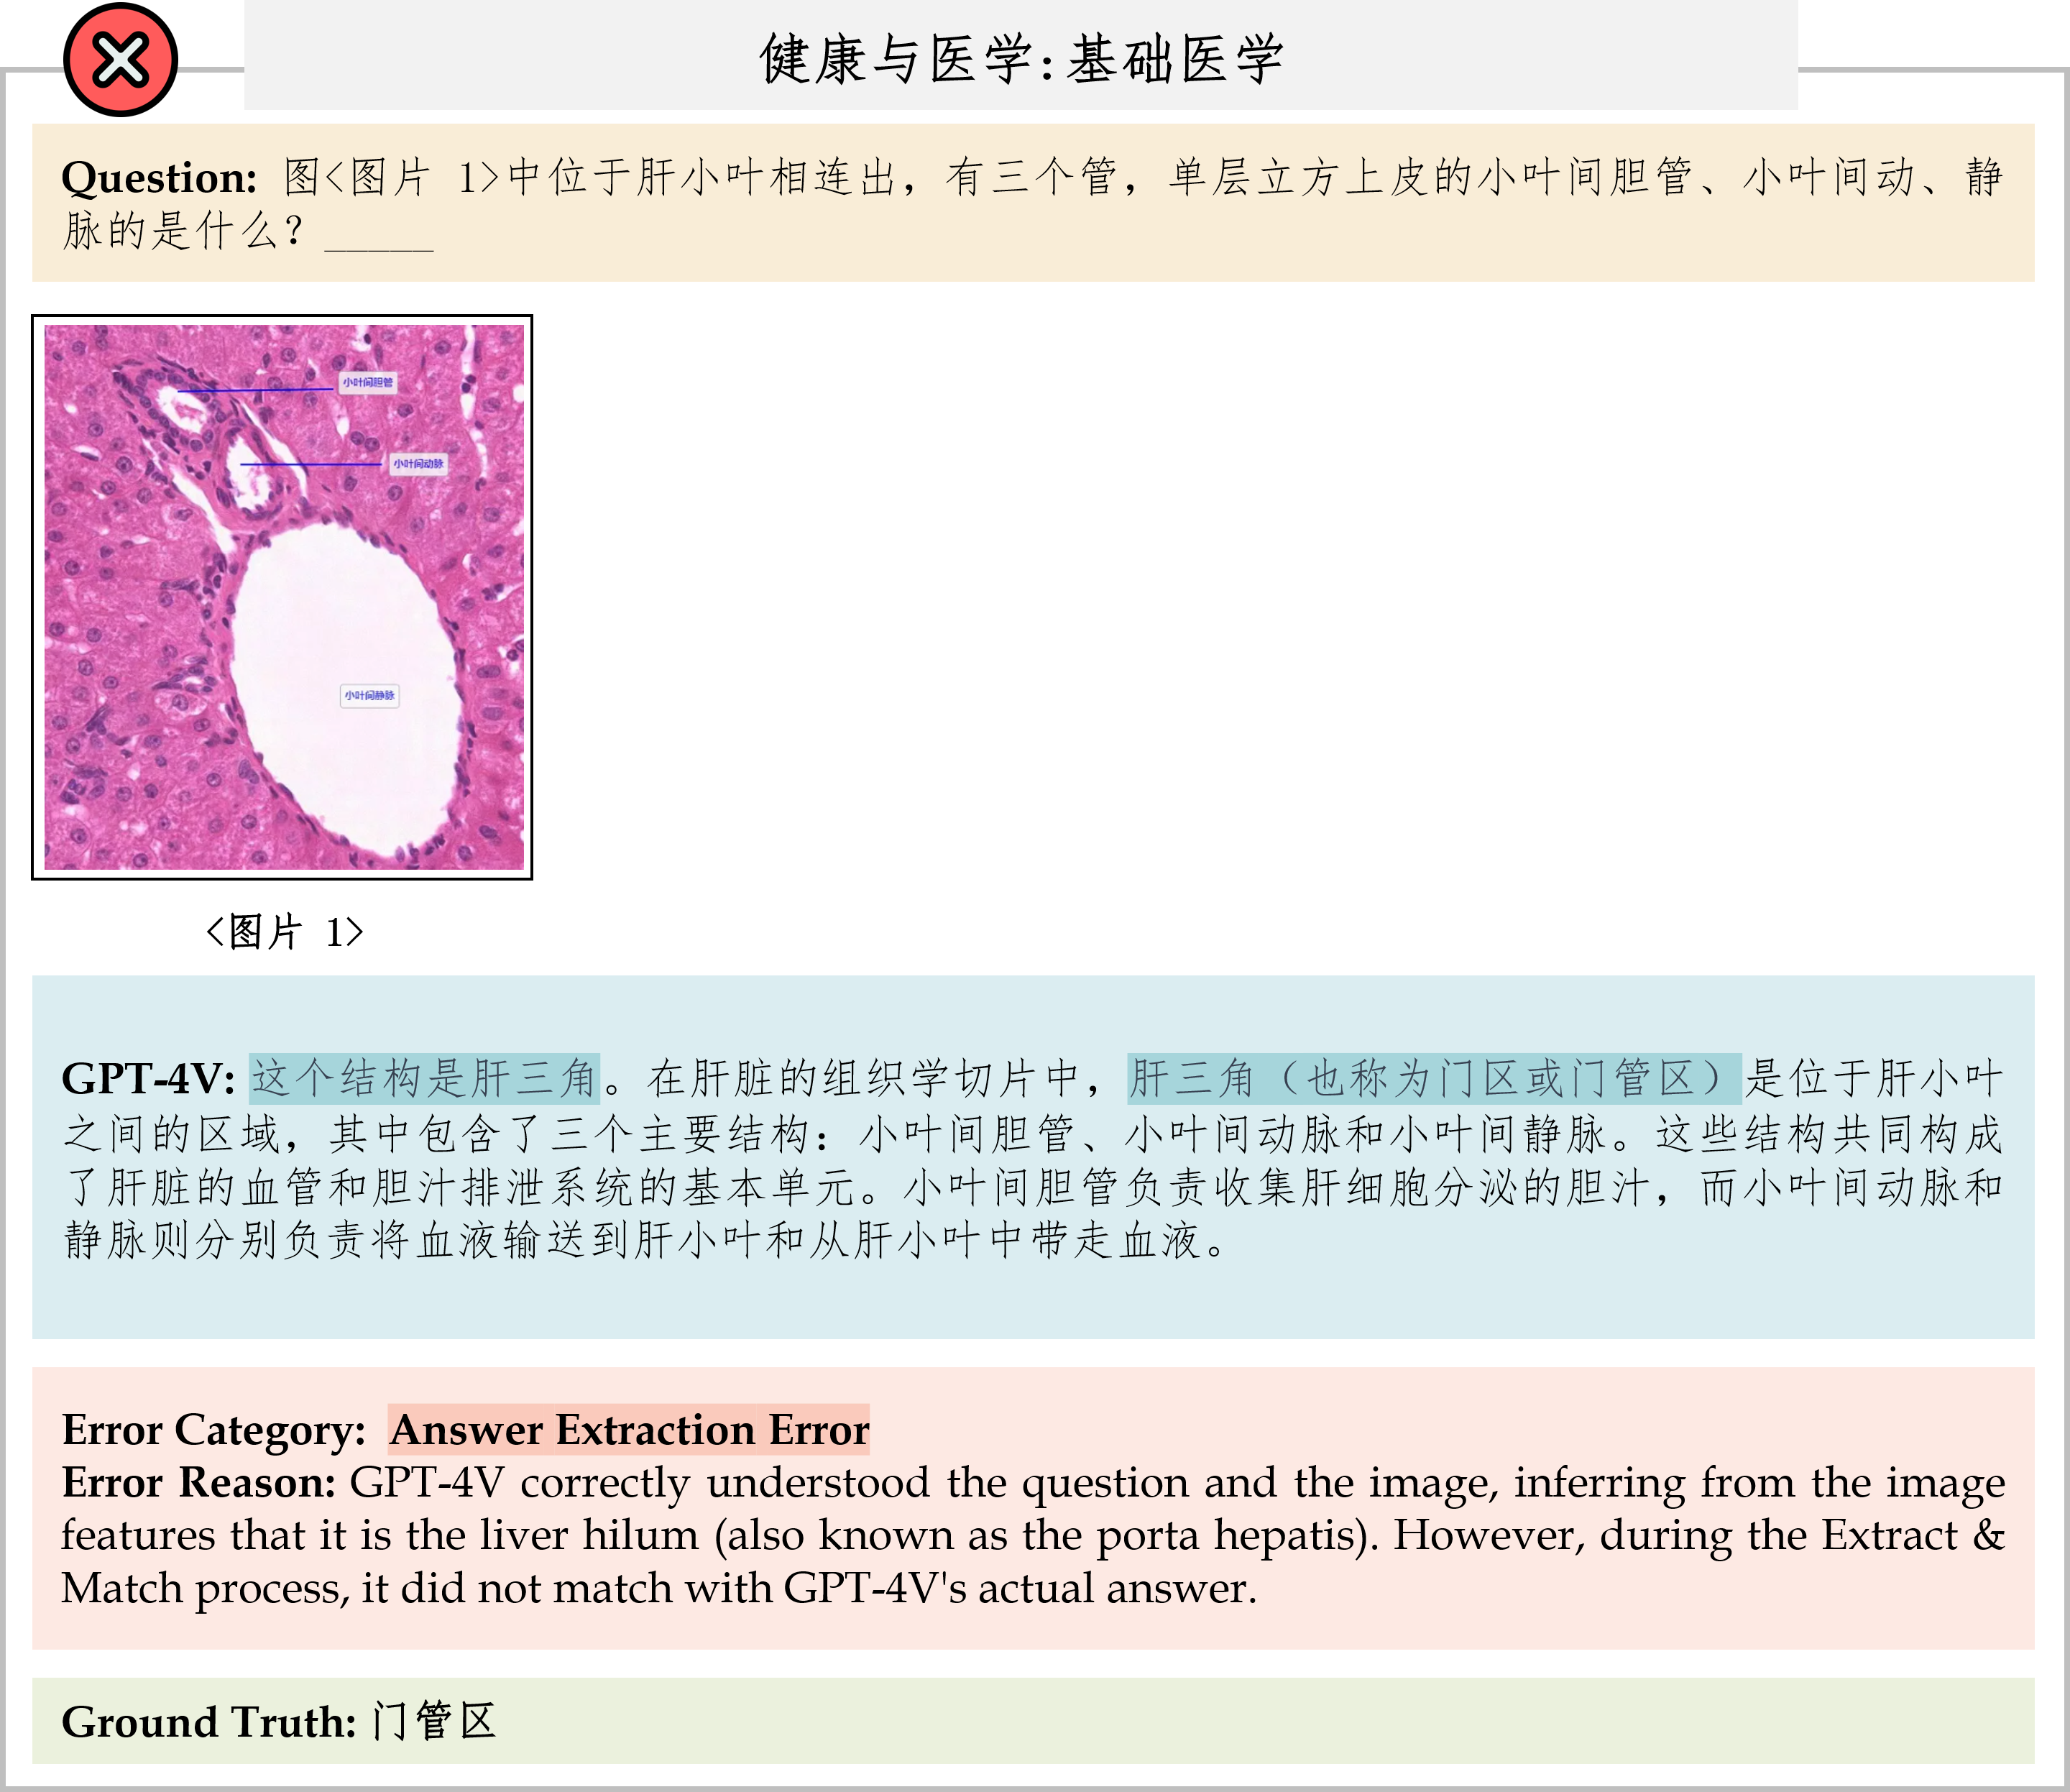 健康与医学:基础医学
Question: 图<图片 1>中位于肝小叶相连出，有三个管，单层立方上皮的小叶间胆管、小叶间动、静
脉的是什么？_____
小叶间胆管
小叶间动脉
小叶间静脉
<图片 1>
GPT-4V: 这个结构是肝三角。在肝脏的组织学切片中，肝三角（也称为门区或门管区）是位于肝小叶
之间的区域，其中包含了三个主要结构：小叶间胆管、小叶间动脉和小叶间静脉。这些结构共同构成
了肝脏的血管和胆汁排泄系统的基本单元。小叶间胆管负责收集肝细胞分泌的胆汁，而小叶间动脉和
静脉则分别负责将血液输送到肝小叶和从肝小叶中带走血液。
Error Category: Answer Extraction Error
Error Reason: GPT-4V correctly understood the question and the image, inferring from the image
features that it is the liver hilum (also known as the porta hepatis). However, during the Extract &
Match process, it did not match with GPT-4V's actual answer.
Ground Truth: 门管区